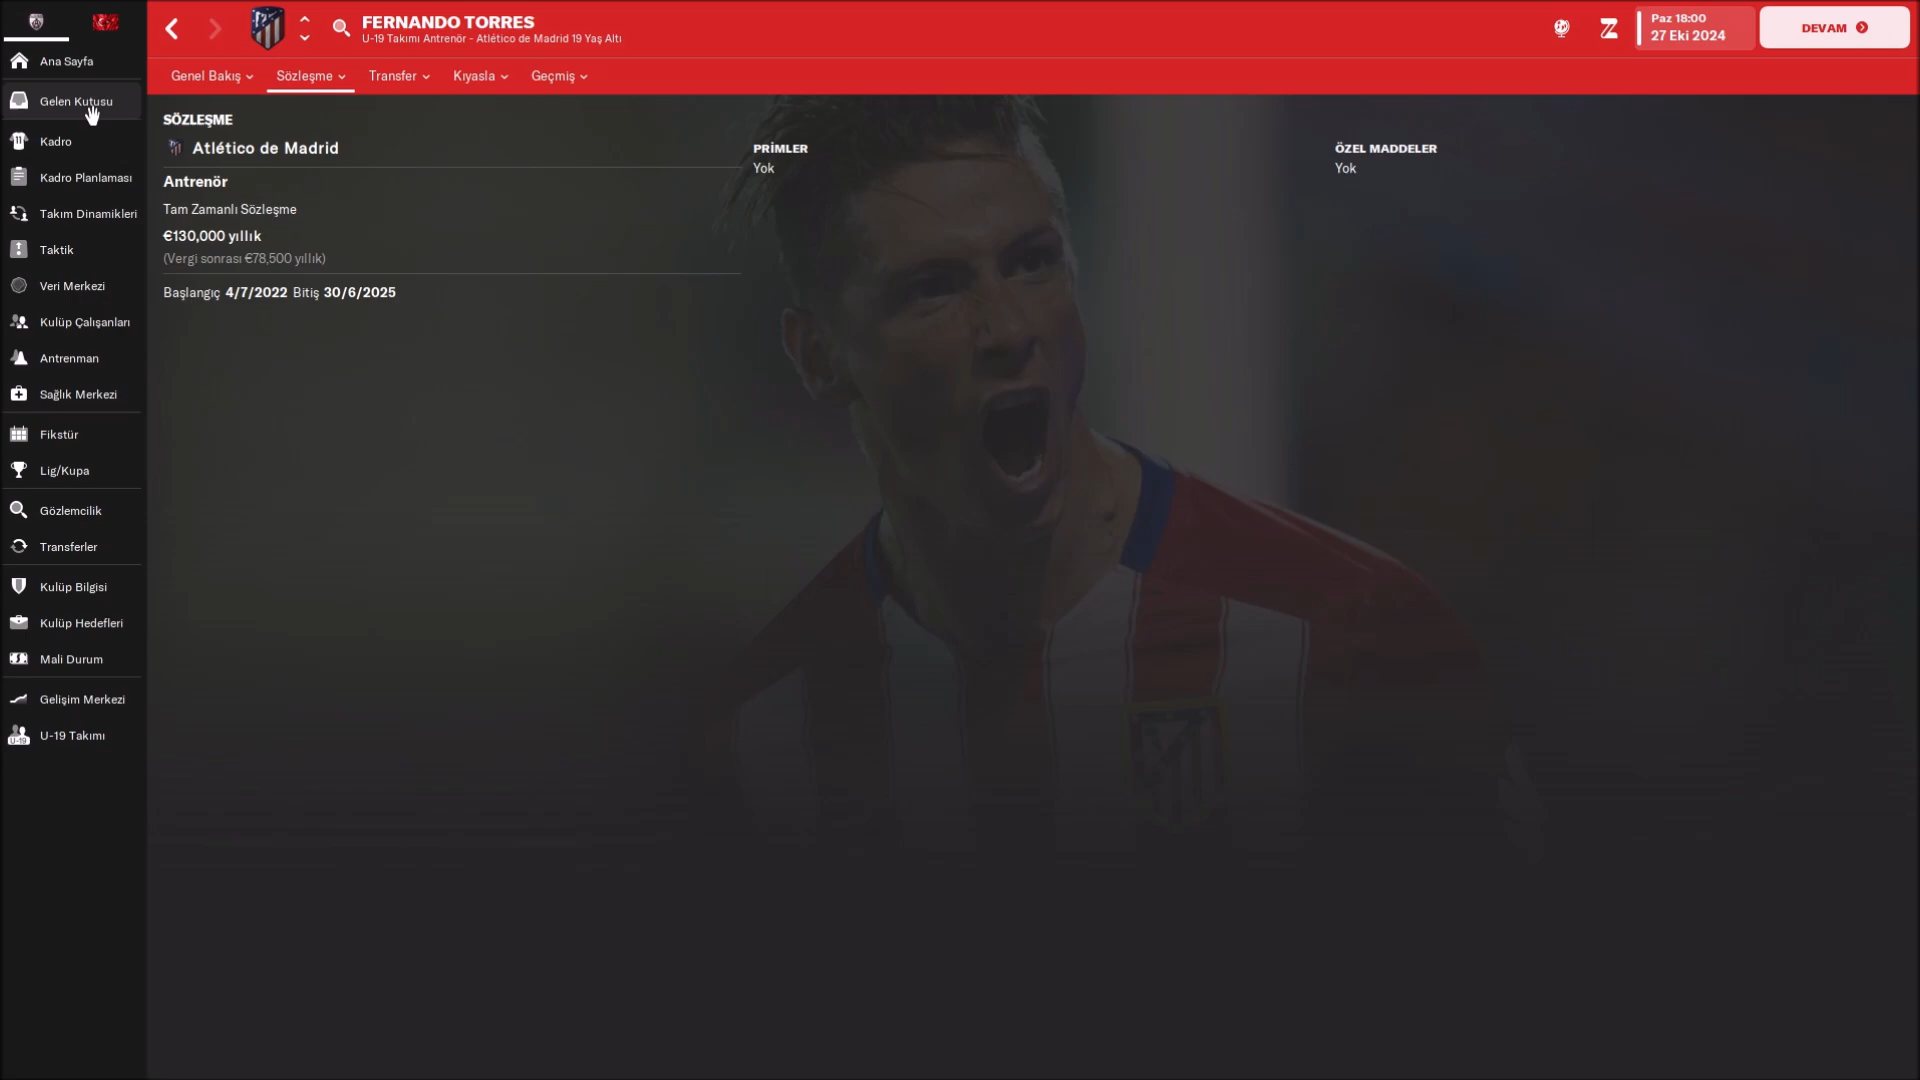 FERNANDO TORRES
U-19 Takımı Antrenör - Atlético de Madrid 19 Yaş Altı
Paz 18:00
27 Eki 2024
DEVAM
Genel Bakış
Sözleşme
Transfer
Kıyasla
Geçmiş
Ana Sayfa
Gelen Kutusu
Kadro
Kadro Planlaması
Takım Dinamikleri
Taktik
Veri Merkezi
Kulüp Çalışanları
Antrenman
Sağlık Merkezi
Fikstür
Lig/Kupa
Gözlemcilik
Transferler
Kulüp Bilgisi
Kulüp Hedefleri
Mali Durum
Gelişim Merkezi
U-19 Takımı
SÖZLEŞME
Atlético de Madrid
Antrenör
Tam Zamanlı Sözleşme
€130,000 yıllık
(Vergi sonrası €78,500 yıllık)
Başlangıç 4/7/2022 Bitiş 30/6/2025
PRİMLER
Yok
ÖZEL MADDELER
Yok